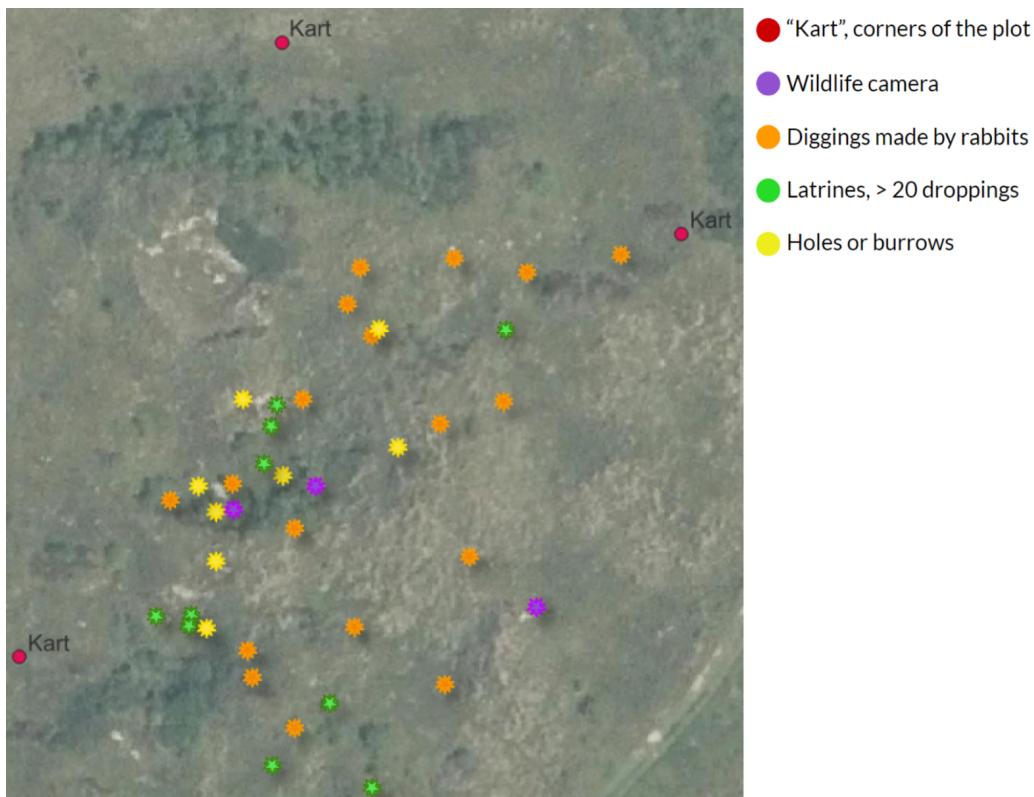 Kart
Kart
Kart
“Kart”, corners of the plot
Wildlife camera
Diggings made by rabbits
Latrines, > 20 droppings
Holes or burrows